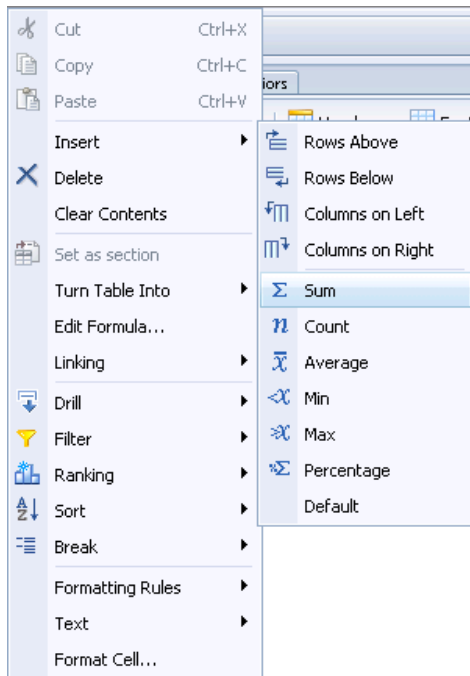 Cut Ctrl+X
Copy Ctrl+C
iors
Paste Ctrl+V
Insert
Rows Above
Delete
Rows Below
Clear Contents
Columns on Left
Set as section
Columns on Right
Turn Table Into
Sum
Edit Formula...
Count
Linking
Average
Drill
Min
Filter
Max
Ranking
Percentage
Sort
Default
Break
Formatting Rules
Text
Format Cell...